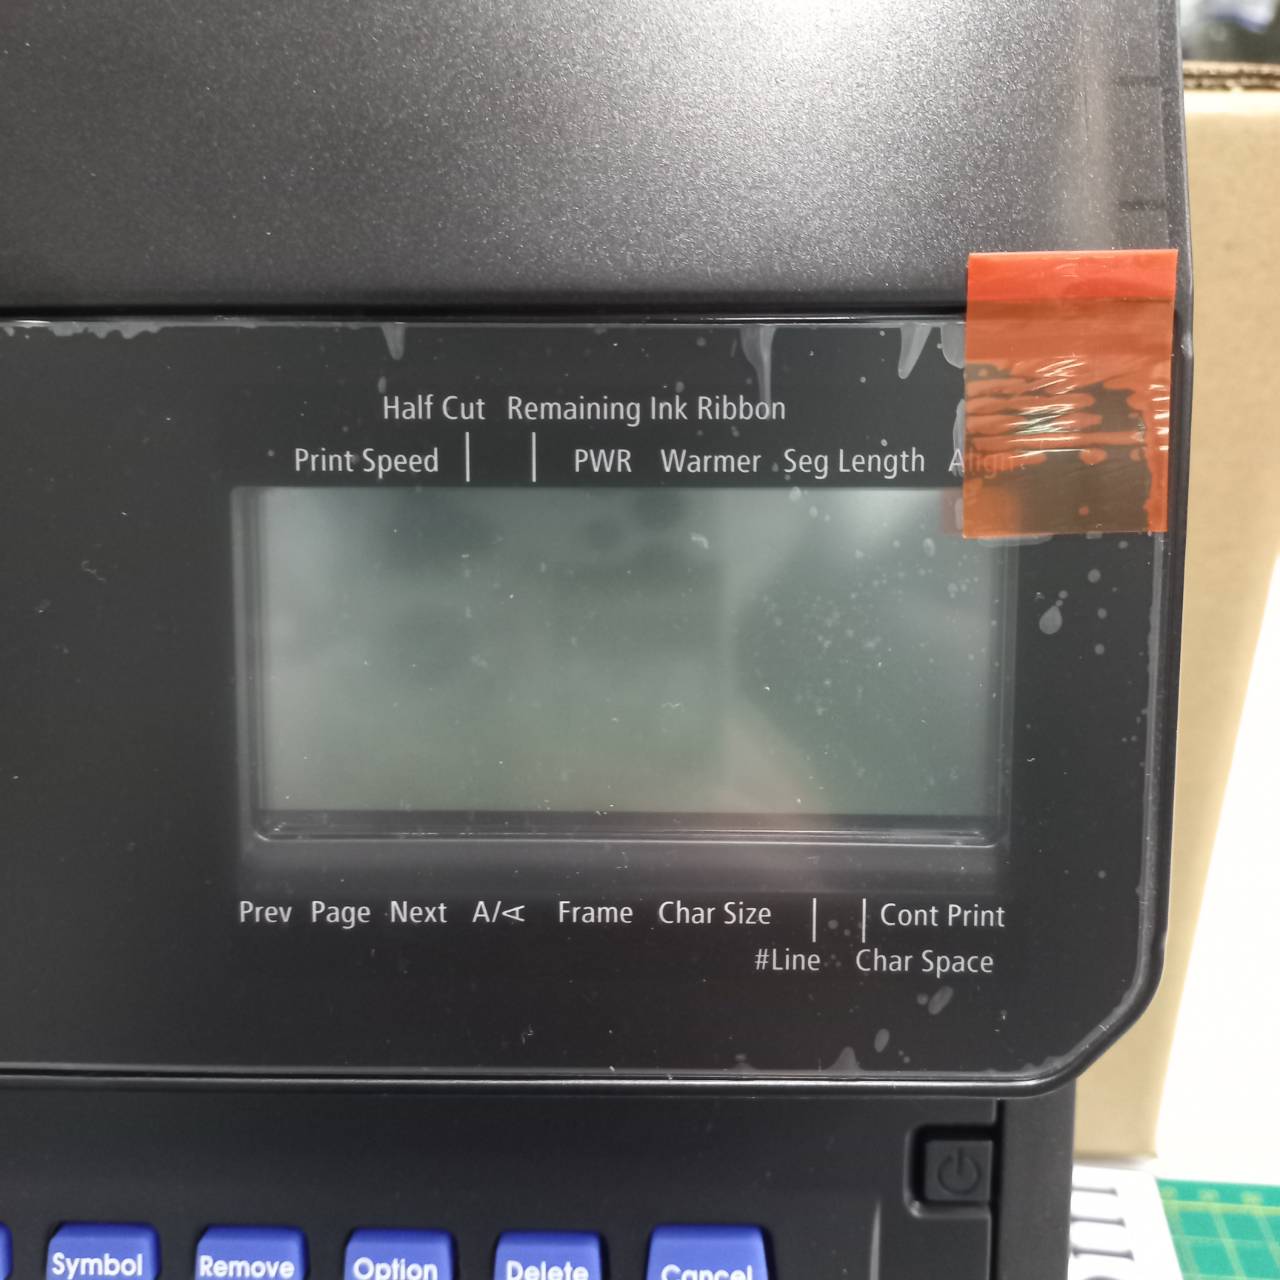 Half Cut Remaining Ink Ribbon
Print Speed PWR Warmer Seg Length Align
Prev Page Next A/∢ Frame Char Size Cont Print
#Line Char Space
Symbol Remove Option Delete Cancel